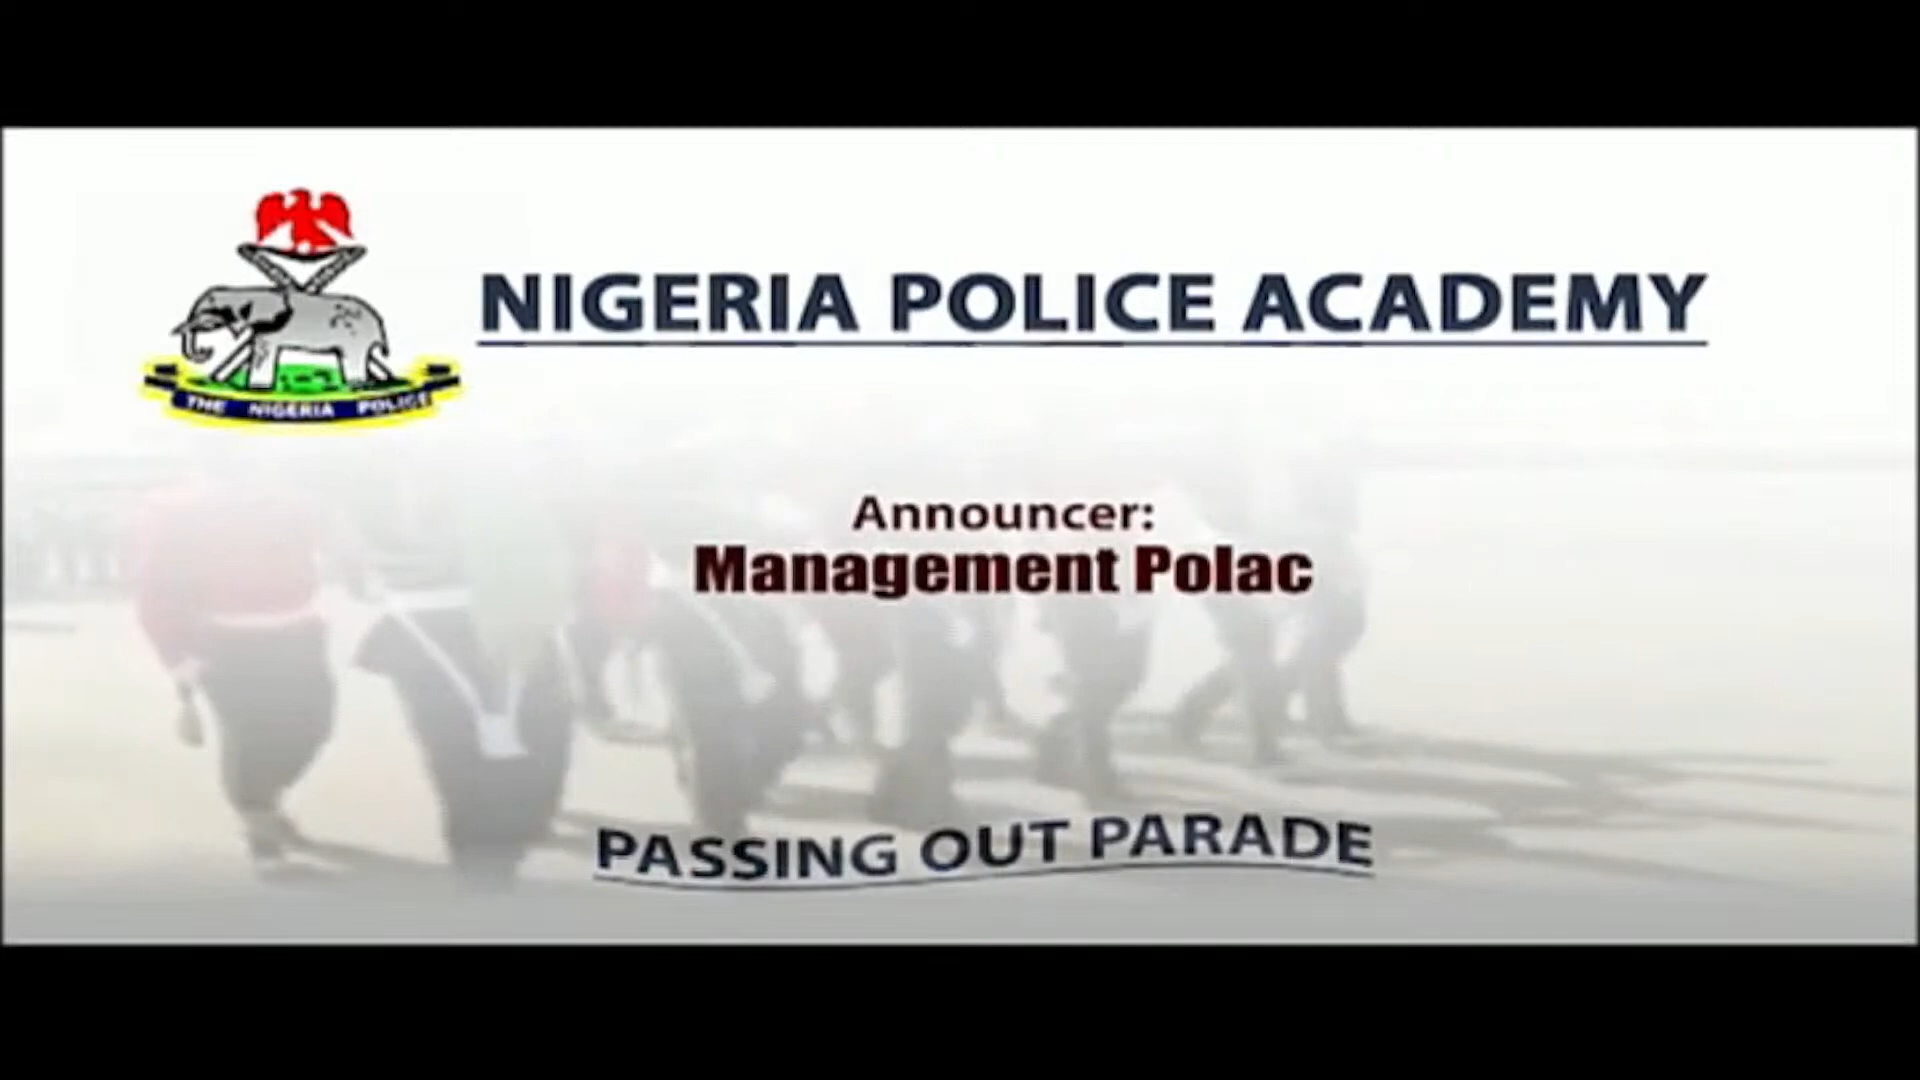 NIGERIA POLICE ACADEMY
THE NIGERIA POLICE
Announcer:
Management Polac
PASSING OUT PARADE